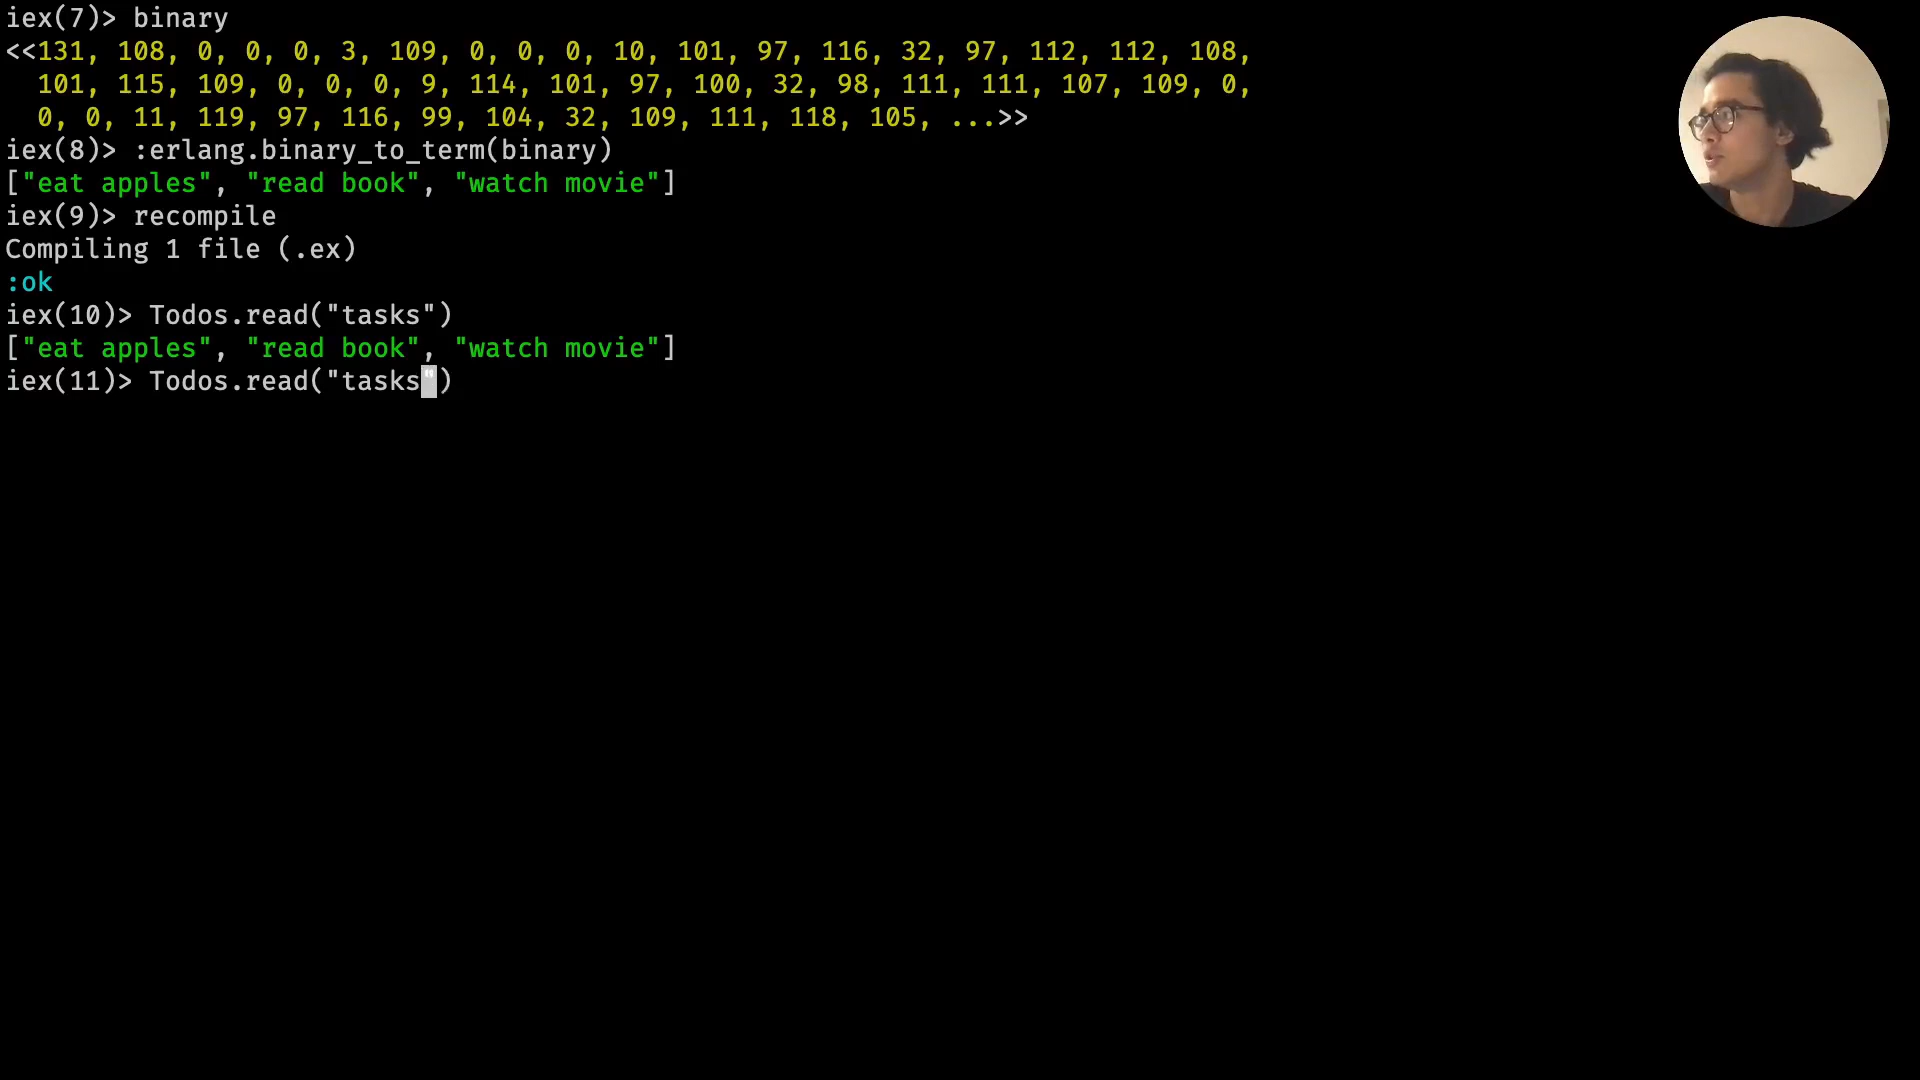 iex(7)> binary
<<131, 108, 0, 0, 0, 3, 109, 0, 0, 0, 10, 101, 97, 116, 32, 97, 112, 112, 108,
101, 115, 109, 0, 0, 0, 9, 114, 101, 97, 100, 32, 98, 111, 111, 107, 109, 0,
0, 0, 11, 119, 97, 116, 99, 104, 32, 109, 111, 118, 105, ...>>
iex(8)> :erlang.binary_to_term(binary)
["eat apples", "read book", "watch movie"]
iex(9)> recompile
Compiling 1 file (.ex)
:ok
iex(10)> Todos.read("tasks")
["eat apples", "read book", "watch movie"]
iex(11)> Todos.read("tasks")